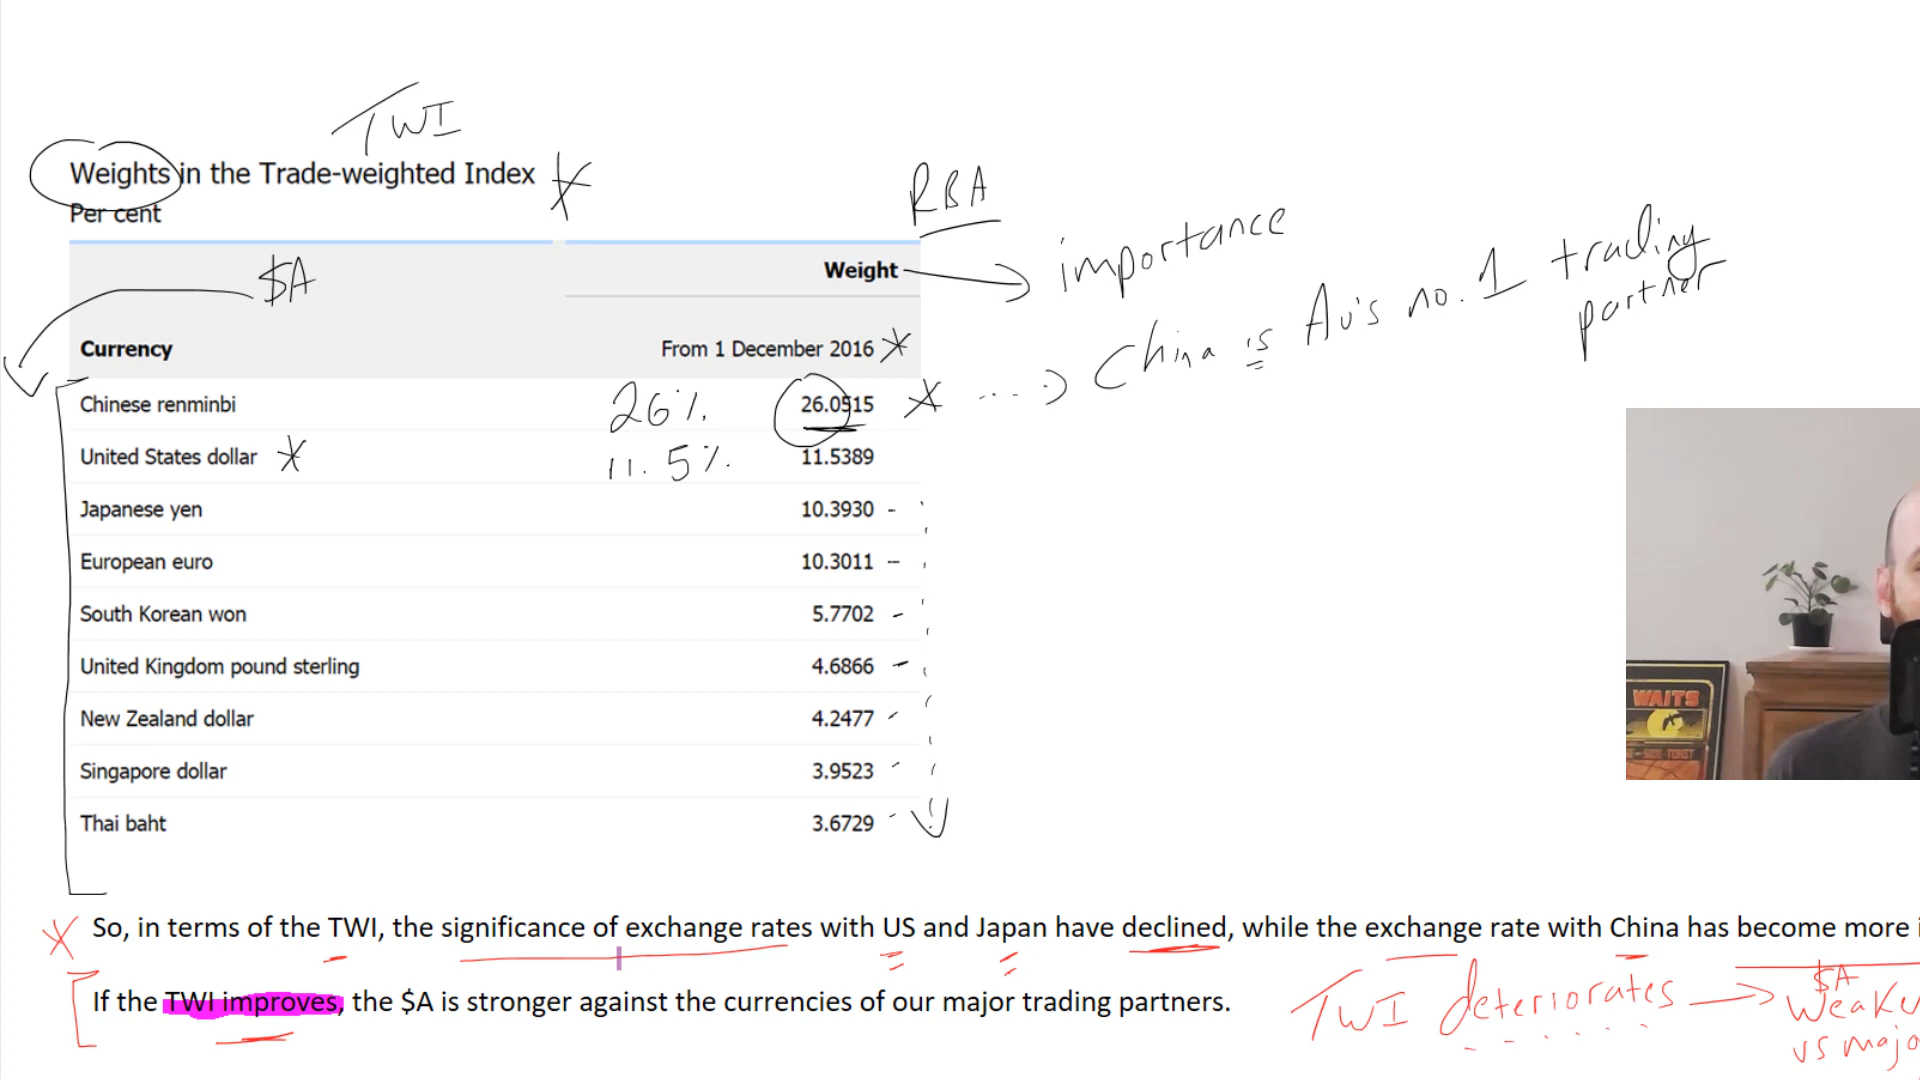 TWI
Weights in the Trade-weighted Index
Per cent
RBA
importance
$A
Weight
Currency
From 1 December 2016
China is Au's no. 1 trading
partner
Chinese renminbi 26% 26.0515
United States dollar 11.5% 11.5389
Japanese yen 10.3930
European euro 10.3011
South Korean won 5.7702
United Kingdom pound sterling 4.6866
New Zealand dollar 4.2477
Singapore dollar 3.9523
Thai baht 3.6729
WAITS
So, in terms of the TWI, the significance of exchange rates with US and Japan have declined, while the exchange rate with China has become more
If the TWI improves, the $A is stronger against the currencies of our major trading partners.
TWI deteriorates
$A
vs